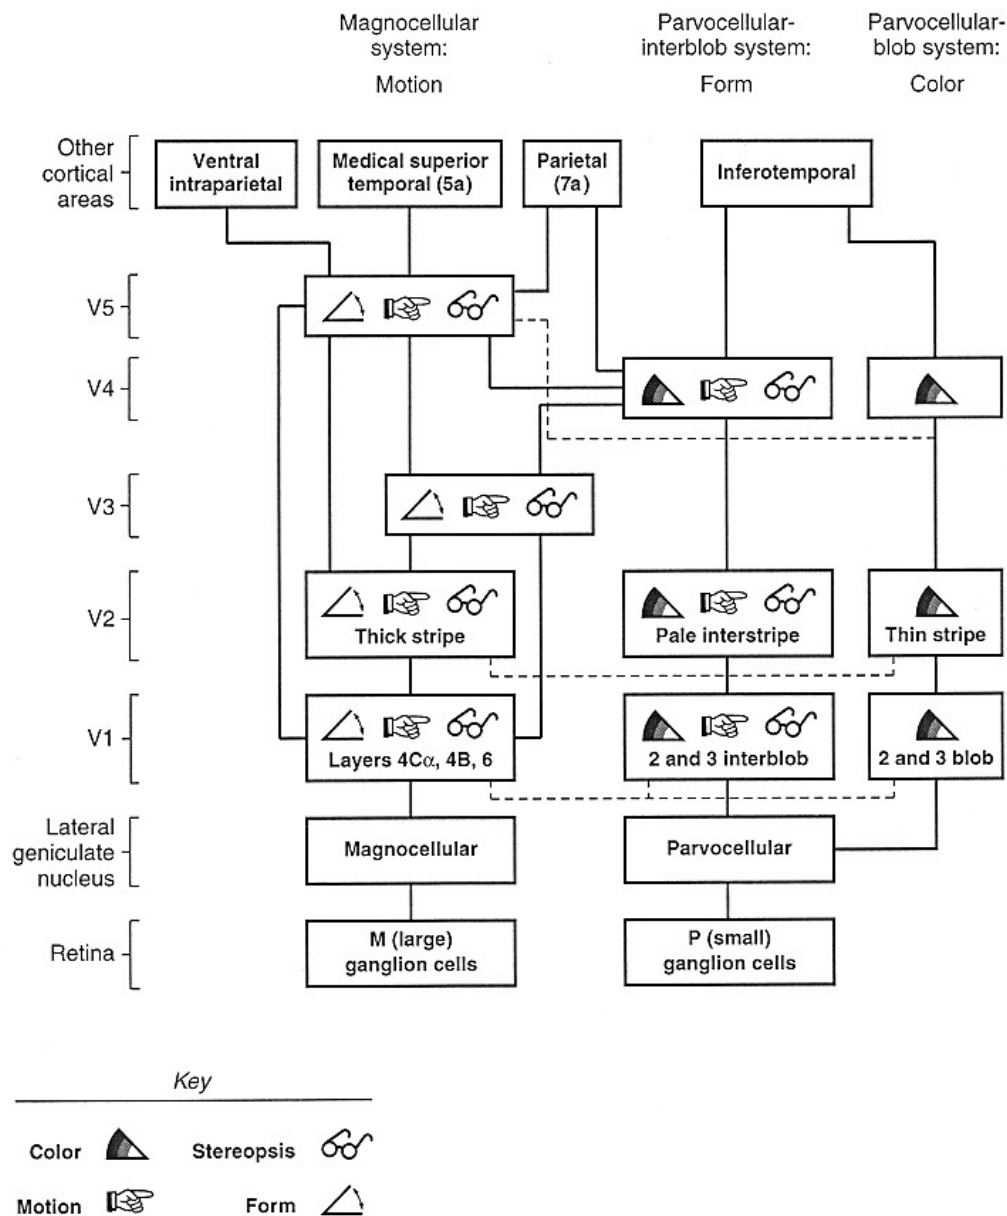 Magnocellular
system:
Motion
Parvocellular-
interblob system:
Form
Parvocellular-
blob system:
Color
Other
cortical
areas
Ventral
intraparietal
Medical superior
temporal (5a)
Parietal
(7a)
Inferotemporal
V5
V4
V3
V2
Thick stripe
Pale interstripe
Thin stripe
V1
Layers 4Cα, 4B, 6
2 and 3 interblob
2 and 3 blob
Lateral
geniculate
nucleus
Magnocellular
Parvocellular
Retina
M (large)
ganglion cells
P (small)
ganglion cells
Key
Color
Stereopsis
Motion
Form